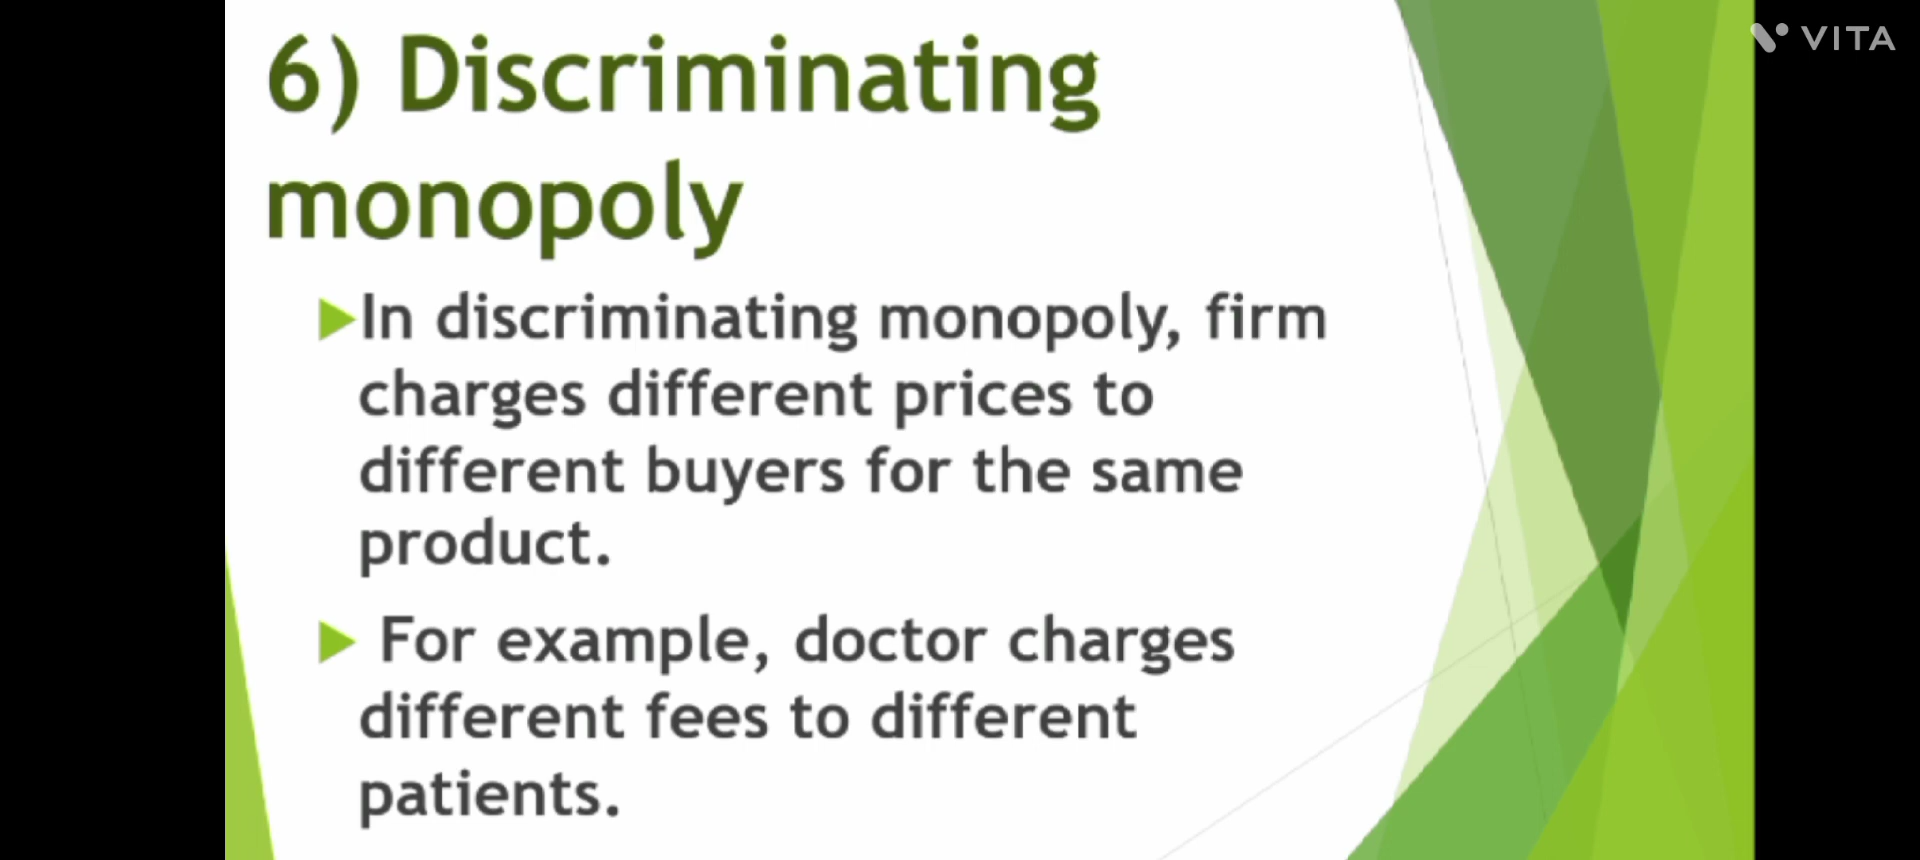 VITA
6) Discriminating
monopoly
In discriminating monopoly, firm
charges different prices to
different buyers for the same
product.
For example, doctor charges
different fees to different
patients.